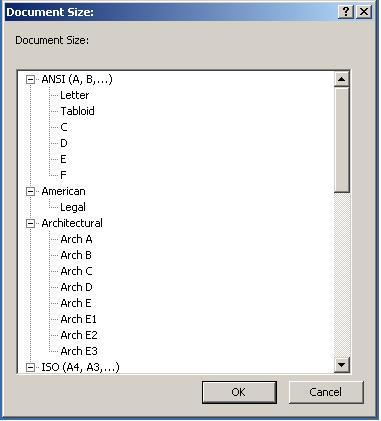 Document Size:
Document Size:
ANSI (A, B,...)
Letter
Tabloid
C
D
E
F
American
Legal
Architectural
Arch A
Arch B
Arch C
Arch D
Arch E
Arch E1
Arch E2
Arch E3
ISO (A4, A3,...)
OK Cancel